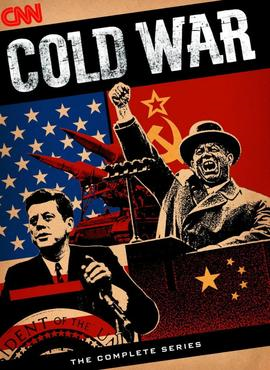 CNN
COLD WAR
DENT OF THE U
THE COMPLETE SERIES